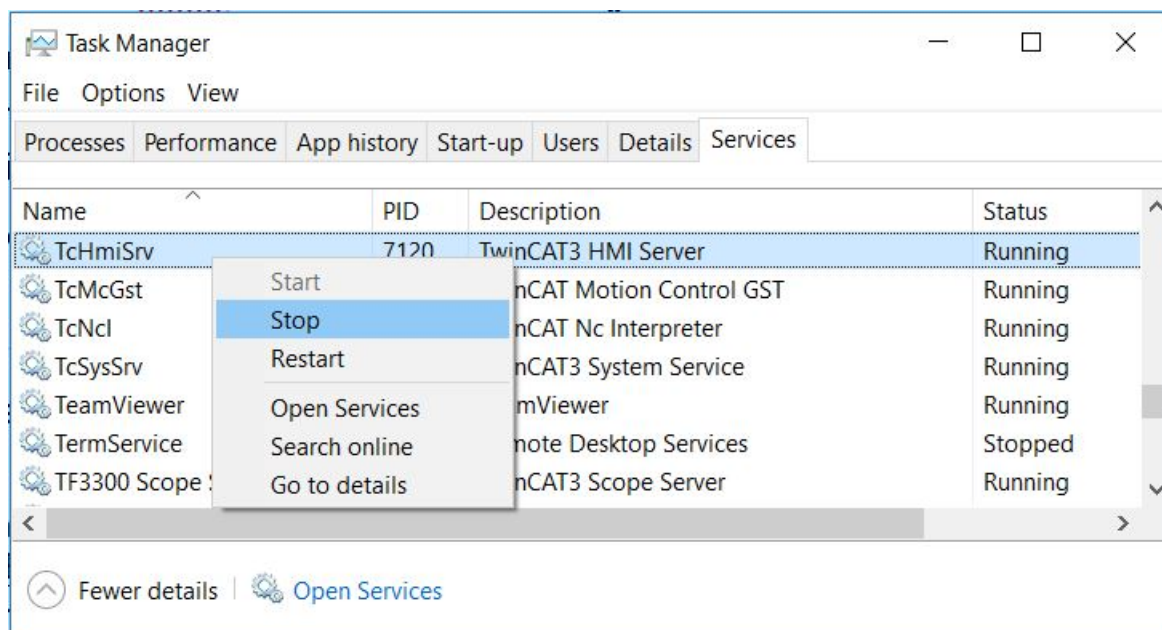 Task Manager
File Options View
Processes Performance App history Start-up Users Details Services
Name PID Description Status
TcHmiSrv 7120 TwinCAT3 HMI Server Running
TcMcGst nCAT Motion Control GST Running
TcNcI nCAT Nc Interpreter Running
TcSysSrv nCAT3 System Service Running
TeamViewer mViewer Running
TermService note Desktop Services Stopped
TF3300 Scope nCAT3 Scope Server Running
Start
Stop
Restart
Open Services
Search online
Go to details
Fewer details Open Services